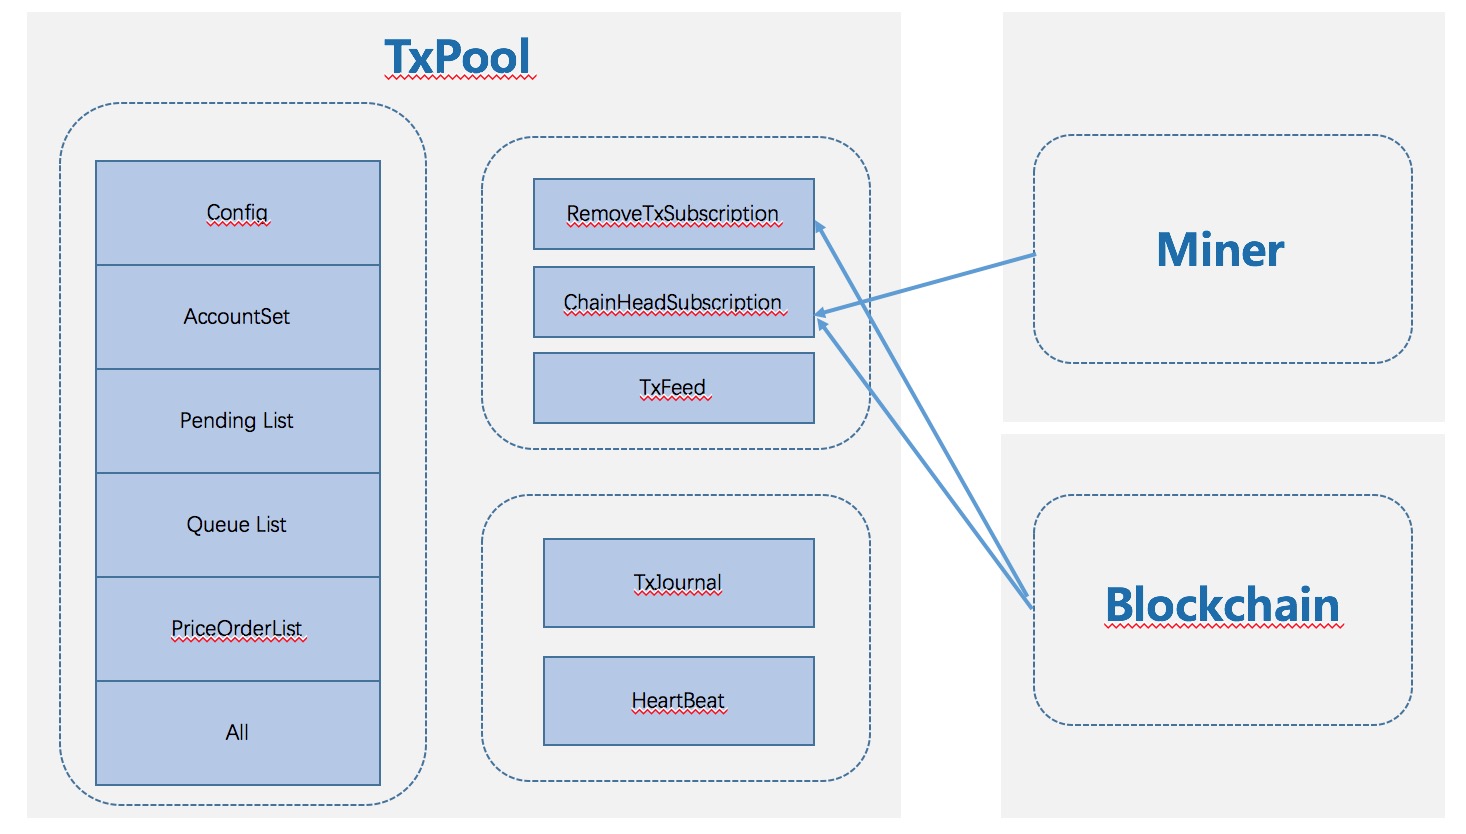 TxPool
Config
AccountSet
Pending List
Queue List
PriceOrderList
All
RemoveTxSubscription
ChainHeadSubscription
TxFeed
TxJournal
HeartBeat
Miner
Blockchain